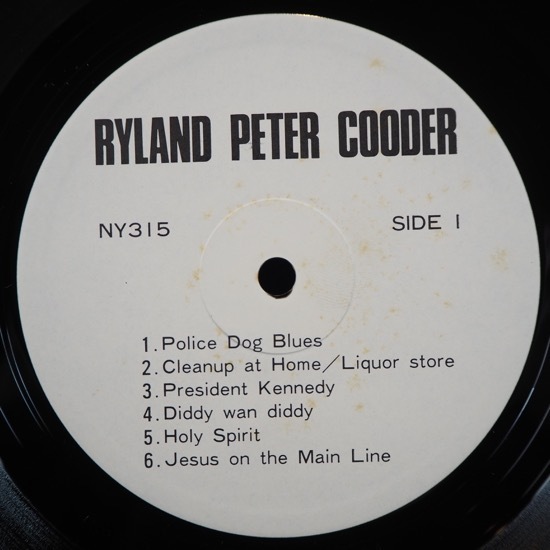 RYLAND PETER COODER
NY315 SIDE 1
1. Police Dog Blues
2. Cleanup at Home/Liquor store
3. President Kennedy
4. Diddy wan diddy
5. Holy Spirit
6. Jesus on the Main Line